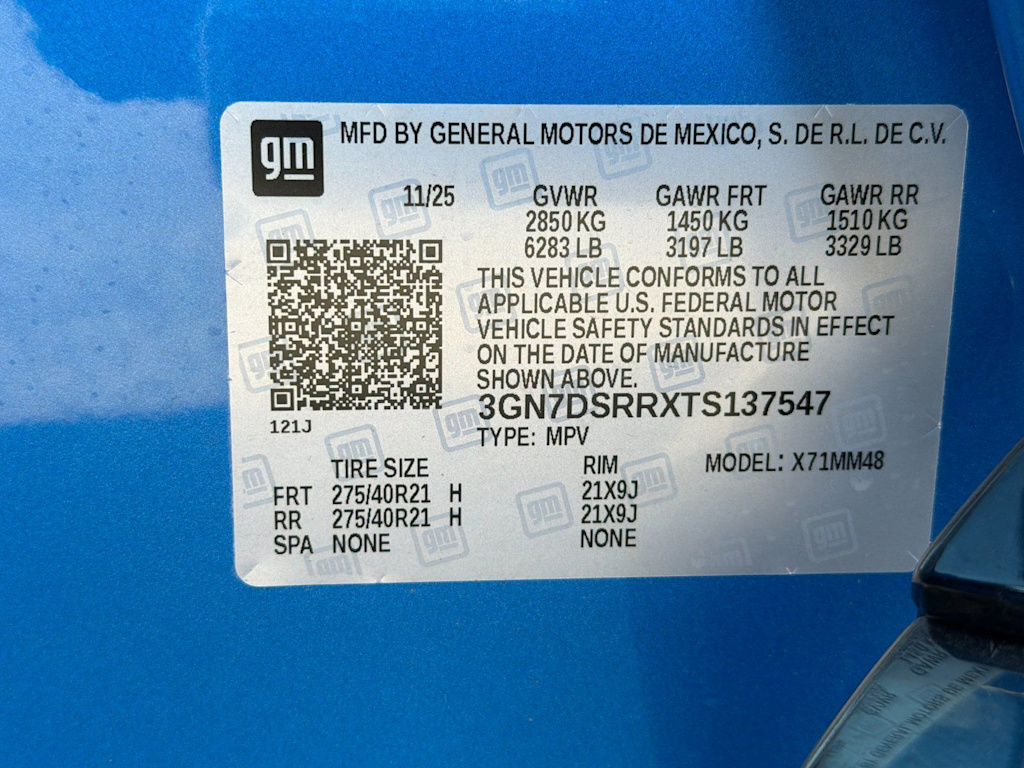 gm
MFD BY GENERAL MOTORS DE MEXICO, S. DE R.L. DE C.V.
11/25 GVWR GAWR FRT GAWR RR
2850 KG 1450 KG 1510 KG
6283 LB 3197 LB 3329 LB
THIS VEHICLE CONFORMS TO ALL
APPLICABLE U.S. FEDERAL MOTOR
VEHICLE SAFETY STANDARDS IN EFFECT
ON THE DATE OF MANUFACTURE
SHOWN ABOVE.
3GN7DSRRXTS137547
121J
TYPE: MPV
TIRE SIZE RIM MODEL: X71MM48
FRT 275/40R21 H 21X9J
RR 275/40R21 H 21X9J
SPA NONE NONE